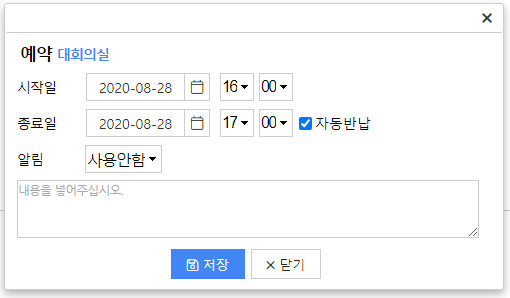 예약 대회의실
시작일 2020-08-28 16 00
종료일 2020-08-28 17 00 자동반납
알림 사용안함
내용을 넣어주십시오.
저장 × 닫기